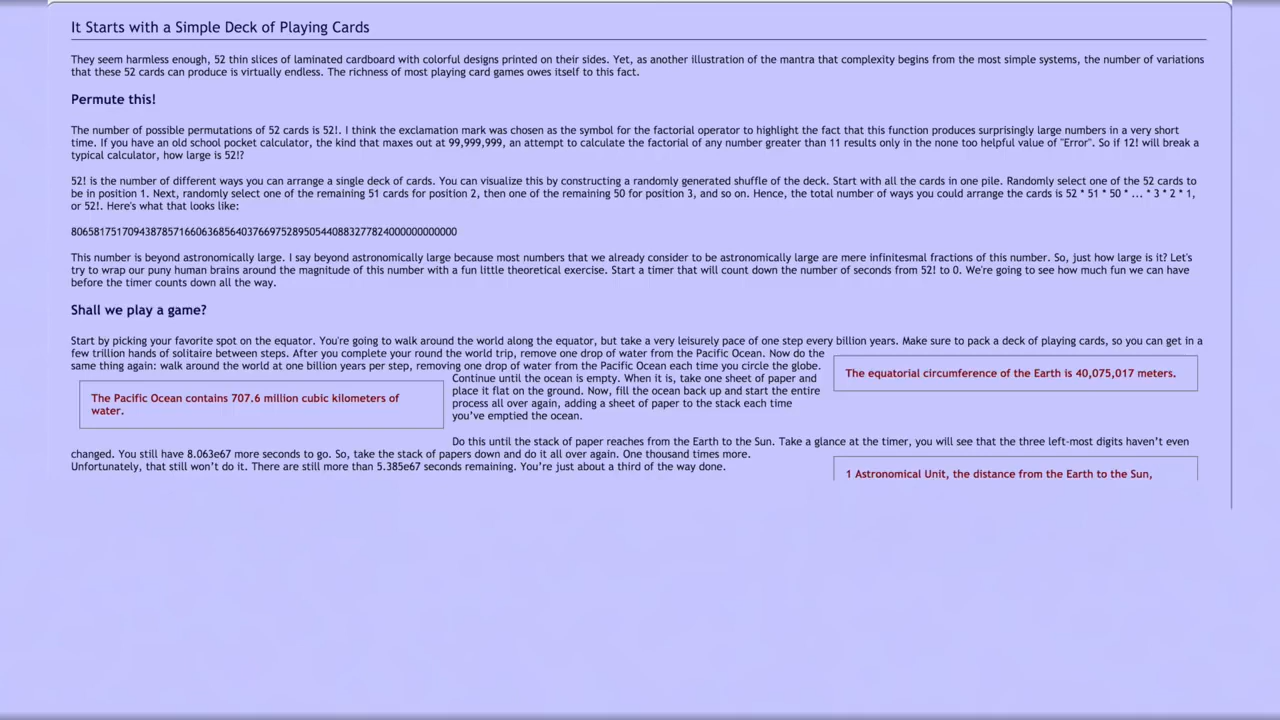 It Starts with a Simple Deck of Playing Cards
They seem harmless enough, 52 thin slices of laminated cardboard with colorful designs printed on their sides. Yet, as another illustration of the mantra that complexity begins from the most simple systems, the number of variations
that these 52 cards can produce is virtually endless. The richness of most playing card games owes itself to this fact.
Permute this!
The number of possible permutations of 52 cards is 52!. I think the exclamation mark was chosen as the symbol for the factorial operator to highlight the fact that this function produces surprisingly large numbers in a very short
time. If you have an old school pocket calculator, the kind that maxes out at 99,999,999, an attempt to calculate the factorial of any number greater than 11 results only in the none too helpful value of "Error". So if 12! will break a
typical calculator, how large is 52!?
52! is the number of different ways you can arrange a single deck of cards. You can visualize this by constructing a randomly generated shuffle of the deck. Start with all the cards in one pile. Randomly select one of the 52 cards to
be in position 1. Next, randomly select one of the remaining 51 cards for position 2, then one of the remaining 50 for position 3, and so on. Hence, the total number of ways you could arrange the cards is 52 * 51 * 50 * ... * 3 * 2 * 1,
or 52!. Here's what that looks like:
80658175170943878571660636856403766975289505440883277824000000000000
This number is beyond astronomically large. I say beyond astronomically large because most numbers that we already consider to be astronomically large are mere infinitesmal fractions of this number. So, just how large is it? Let's
try to wrap our puny human brains around the magnitude of this number with a fun little theoretical exercise. Start a timer that will count down the number of seconds from 52! to 0. We're going to see how much fun we can have
before the timer counts down all the way.
Shall we play a game?
Start by picking your favorite spot on the equator. You're going to walk around the world along the equator, but take a very leisurely pace of one step every billion years. Make sure to pack a deck of playing cards, so you can get in a
few trillion hands of solitaire between steps. After you complete your round the world trip, remove one drop of water from the Pacific Ocean. Now do the
same thing again: walk around the world at one billion years per step, removing one drop of water from the Pacific Ocean each time you circle the globe.
The equatorial circumference of the Earth is 40,075,017 meters.
Continue until the ocean is empty. When it is, take one sheet of paper and
place it flat on the ground. Now, fill the ocean back up and start the entire
process all over again, adding a sheet of paper to the stack each time
you've emptied the ocean.
The Pacific Ocean contains 707.6 million cubic kilometers of
water.
Do this until the stack of paper reaches from the Earth to the Sun. Take a glance at the timer, you will see that the three left-most digits haven't even
changed. You still have 8.063e67 more seconds to go. So, take the stack of papers down and do it all over again. One thousand times more.
Unfortunately, that still won't do it. There are still more than 5.385e67 seconds remaining. You're just about a third of the way done.
1 Astronomical Unit, the distance from the Earth to the Sun,